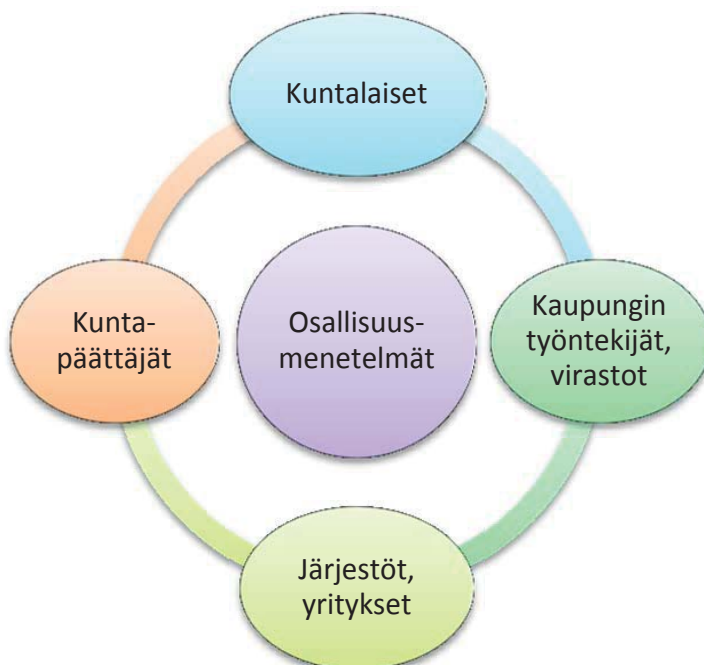 Kuntalaiset
Kunta-
päättäjät
Osallisuus-
menetelmät
Kaupungin
työntekijät,
virastot
Järjestöt,
yritykset